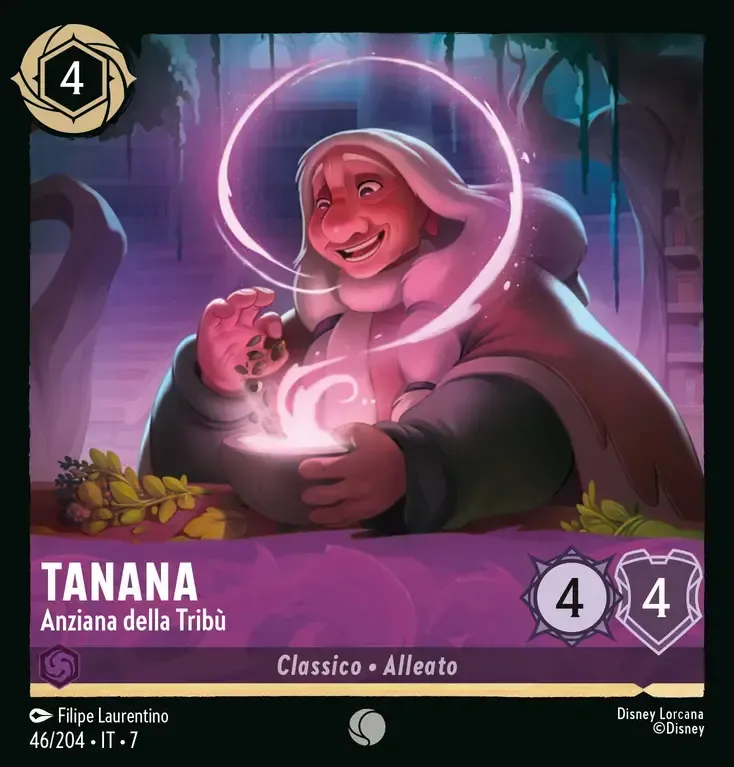 4
TANANA
Anziana della Tribù
4
4
Classico • Alleato
Filipe Laurentino
46/204 • IT • 7
Disney Lorcana
©Disney